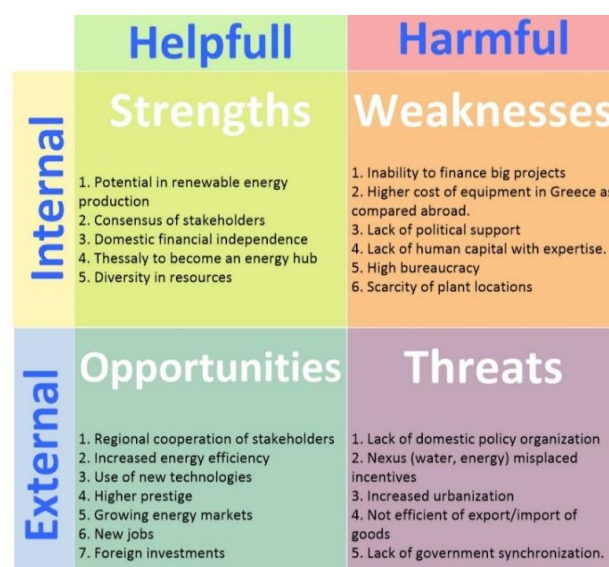 Helpfull
Harmful
Internal
Strengths
1. Potential in renewable energy
production
2. Consensus of stakeholders
3. Domestic financial independence
4. Thessaly to become an energy hub
5. Diversity in resources
Weaknesses
1. Inability to finance big projects
2. Higher cost of equipment in Greece as
compared abroad.
3. Lack of political support
4. Lack of human capital with expertise.
5. High bureaucracy
6. Scarcity of plant locations
External
Opportunities
1. Regional cooperation of stakeholders
2. Increased energy efficiency
3. Use of new technologies
4. Higher prestige
5. Growing energy markets
6. New jobs
7. Foreign investments
Threats
1. Lack of domestic policy organization
2. Nexus (water, energy) misplaced
incentives
3. Increased urbanization
4. Not efficient of export/import of
goods
5. Lack of government synchronization.